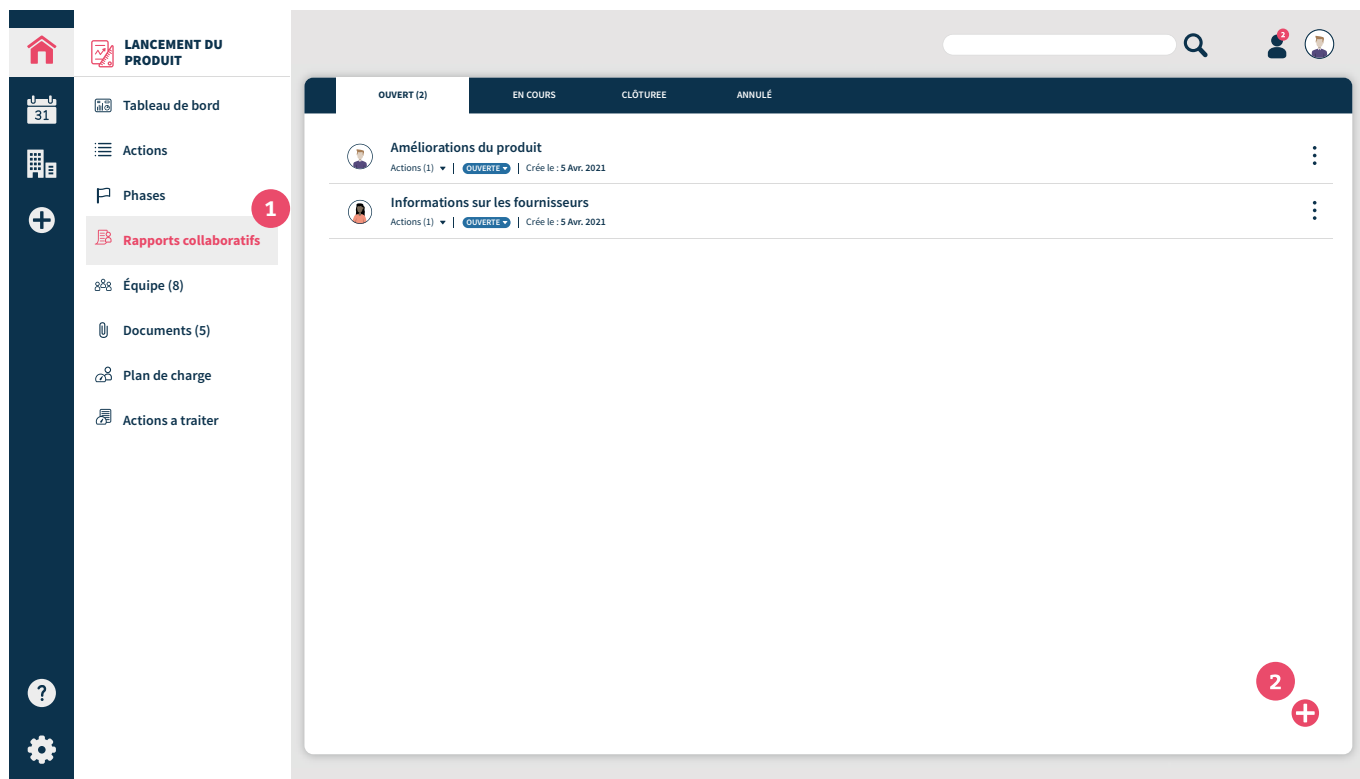 LANCEMENT DU
PRODUIT
31
Tableau de bord
Actions
Phases
1
Rapports collaboratifs
Équipe (8)
Documents (5)
Plan de charge
Actions a traiter
?
2
OUVERT (2) EN COURS CLÔTUREE ANNULÉ
Améliorations du produit
Actions (1) | OUVERTE | Crée le : 5 Avr. 2021
Informations sur les fournisseurs
Actions (1) | OUVERTE | Crée le : 5 Avr. 2021
2